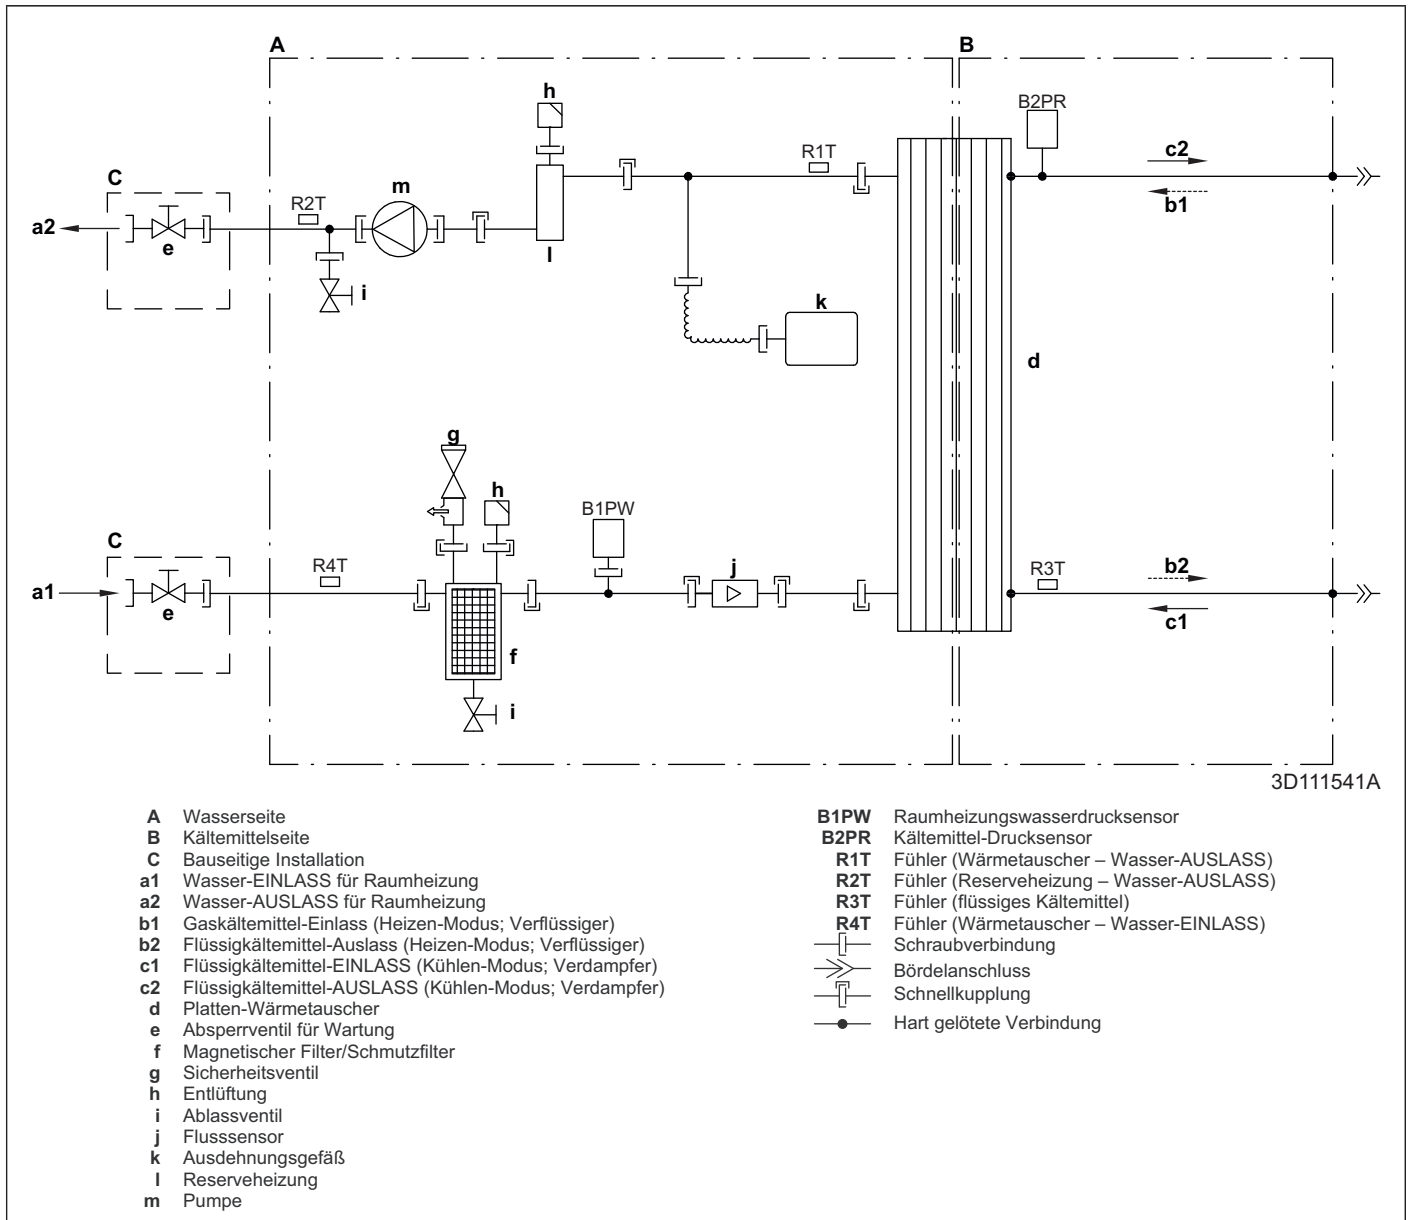 A
B
h
B2PR
R1T
c2
C
m
b1
R2T
a2
e
l
i
k
d
g
h
B1PW
C
R4T
j
R3T
b2
a1
e
c1
f
i
3D111541A
A Wasserseite
B Kältemittelseite
C Bauseitige Installation
a1 Wasser-EINLASS für Raumheizung
a2 Wasser-AUSLASS für Raumheizung
b1 Gaskältemittel-Einlass (Heizen-Modus; Verflüssiger)
b2 Flüssigkältemittel-Auslass (Heizen-Modus; Verflüssiger)
c1 Flüssigkältemittel-EINLASS (Kühlen-Modus; Verdampfer)
c2 Flüssigkältemittel-AUSLASS (Kühlen-Modus; Verdampfer)
d Platten-Wärmetauscher
e Absperrventil für Wartung
f Magnetischer Filter/Schmutzfilter
g Sicherheitsventil
h Entlüftung
i Ablassventil
j Flusssensor
k Ausdehnungsgefäß
l Reserveheizung
m Pumpe
B1PW Raumheizungswasserdrucksensor
B2PR Kältemittel-Drucksensor
R1T Fühler (Wärmetauscher – Wasser-AUSLASS)
R2T Fühler (Reserveheizung – Wasser-AUSLASS)
R3T Fühler (flüssiges Kältemittel)
R4T Fühler (Wärmetauscher – Wasser-EINLASS)
Schraubverbindung
Bördelanschluss
Schnellkupplung
Hart gelötete Verbindung